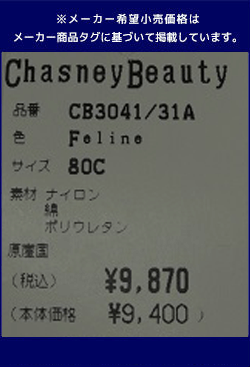 ※メーカー希望小売価格は
メーカー商品タグに基づいて掲載しています。
ChasneyBeauty
品番 CB3041/31A
色 Feline
サイズ 80C
素材 ナイロン
綿
ポリウレタン
原産国
(税込) ¥9,870
(本体価格 ¥9,400 )